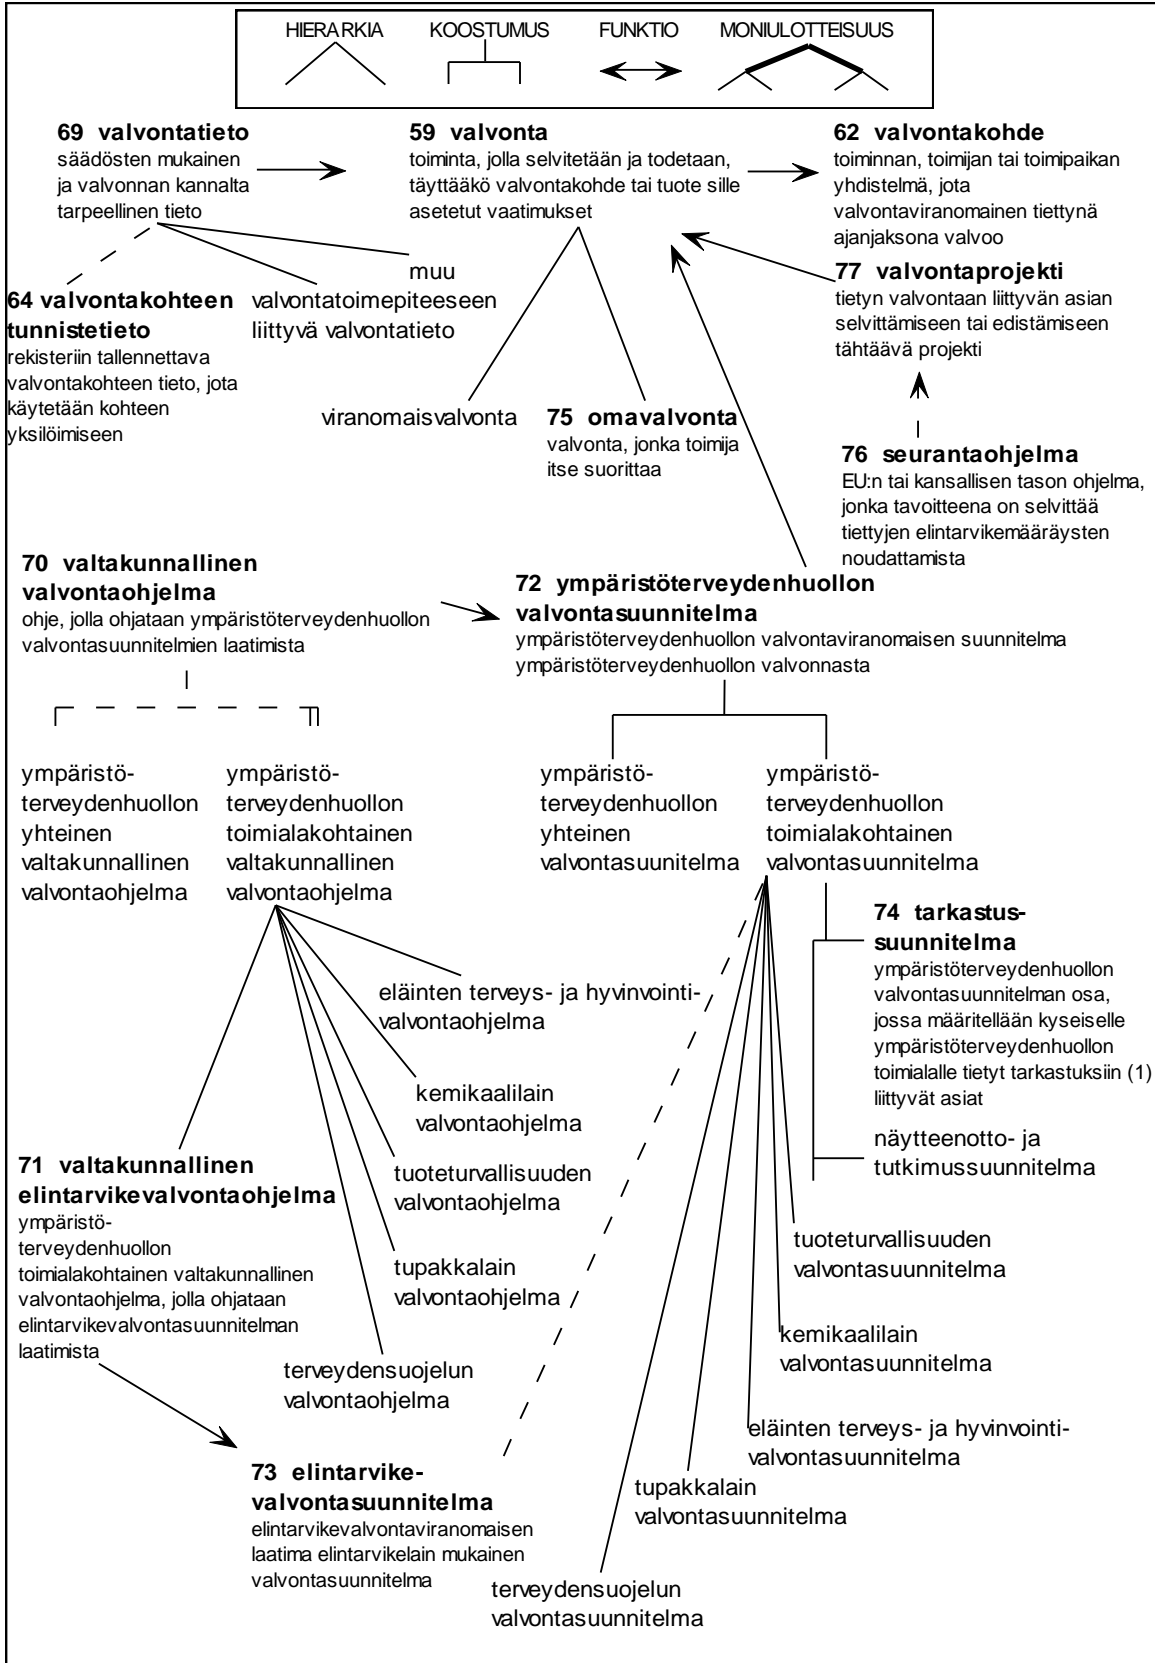 HIERARKIA KOOSTUMUS FUNKTIO MONIULOTTEISUUS
69 valvontatieto
säädösten mukainen
ja valvonnan kannalta
tarpeellinen tieto
59 valvonta
toiminta, jolla selvitetään ja todetaan,
täyttääkö valvontakohde tai tuote sille
asetetut vaatimukset
62 valvontakohde
toiminnan, toimijan tai toimipaikan
yhdistelmä, jota
valvontaviranomainen tiettynä
ajanjaksona valvoo
77 valvontaprojekti
tietyn valvontaan liittyvän asian
selvittämiseen tai edistämiseen
tähtäävä projekti
64 valvontakohteen
tunnistetieto
rekisteriin tallennettava
valvontakohteen tieto, jota
käytetään kohteen
yksilöimiseen
muu
valvontatoimepiteeseen
liittyvä valvontatieto
viranomaisvalvonta
75 omavalvonta
valvonta, jonka toimija
itse suorittaa
76 seurantaohjelma
EU:n tai kansallisen tason ohjelma,
jonka tavoitteena on selvittää
tiettyjen elintarvikemääräysten
noudattamista
70 valtakunnallinen
valvontaohjelma
ohje, jolla ohjataan ympäristöterveydenhuollon
valvontasuunnitelmien laatimista
72 ympäristöterveydenhuollon
valvontasuunnitelma
ympäristöterveydenhuollon valvontaviranomaisen suunnitelma
ympäristöterveydenhuollon valvonnasta
ympäristö-
terveydenhuollon
yhteinen
valtakunnallinen
valvontaohjelma
ympäristö-
terveydenhuollon
toimialakohtainen
valtakunnallinen
valvontaohjelma
ympäristö-
terveydenhuollon
yhteinen
valvontasuunitelma
ympäristö-
terveydenhuollon
toimialakohtainen
valvontasuunnitelma
74 tarkastus-
suunnitelma
ympäristöterveydenhuollon
valvontasuunnitelman osa,
jossa määritellään kyseiselle
ympäristöterveydenhuollon
toimialalle tietyt tarkastuksiin (1)
liittyvät asiat
näytteenotto- ja
tutkimussuunnitelma
eläinten terveys- ja hyvinvointi-
valvontaohjelma
kemikaalilain
valvontaohjelma
tuoteturvallisuuden
valvontaohjelma
tupakkalain
valvontaohjelma
terveydensuojelun
valvontaohjelma
71 valtakunnallinen
elintarvikevalvontaohjelma
ympäristö-
terveydenhuollon
toimialakohtainen valtakunnallinen
valvontaohjelma, jolla ohjataan
elintarvikevalvontasuunnitelman
laatimista
73 elintarvike-
valvontasuunnitelma
elintarvikevalvontaviranomaisen
laatima elintarvikelain mukainen
valvontasuunnitelma
tuoteturvallisuuden
valvontasuunnitelma
kemikaalilain
valvontasuunnitelma
eläinten terveys- ja hyvinvointi-
valvontasuunnitelma
tupakkalain
valvontasuunnitelma
terveydensuojelun
valvontasuunnitelma